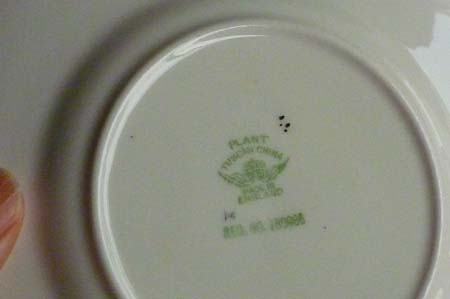 PLANT
TUSCAN CHINA
MADE IN
ENGLAND
REG. NO.